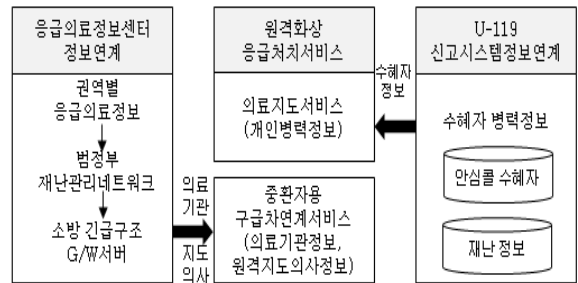 응급의료정보센터
정보연계
권역별
응급의료정보
범정부
재난관리네트워크
소방 긴급구조
G/W서버
의료
기관
지도
의사
원격화상
응급처치서비스
의료지도서비스
(개인병력정보)
중환자용
구급차연계서비스
(의료기관정보,
원격지도의사정보)
수혜자
정보
U-119
신고시스템정보연계
수혜자 병력정보
안심콜 수혜자
재난 정보